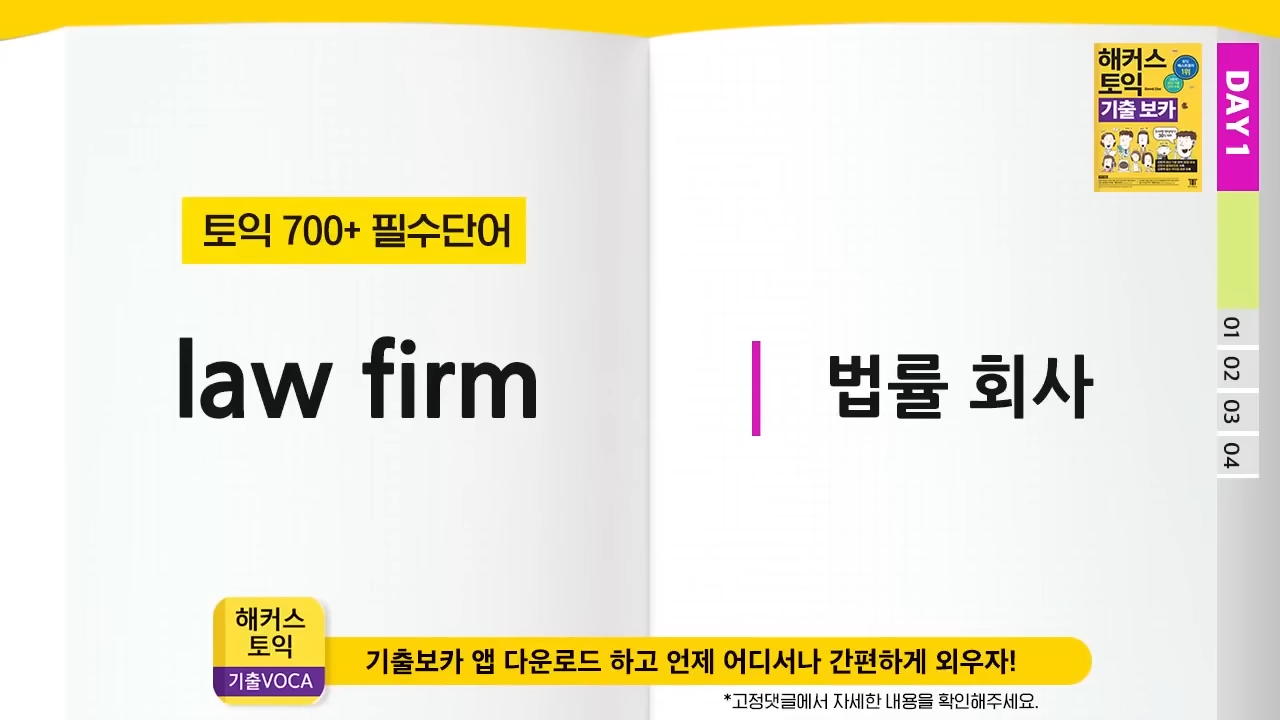 해커스
토익
기출 보카
1위
DAY 1
토익 700+ 필수단어
law firm
법률 회사
01
02
03
04
해커스
토익
기출VOCA
기출보카 앱 다운로드 하고 언제 어디서나 간편하게 외우자!
*고정댓글에서 자세한 내용을 확인해주세요.